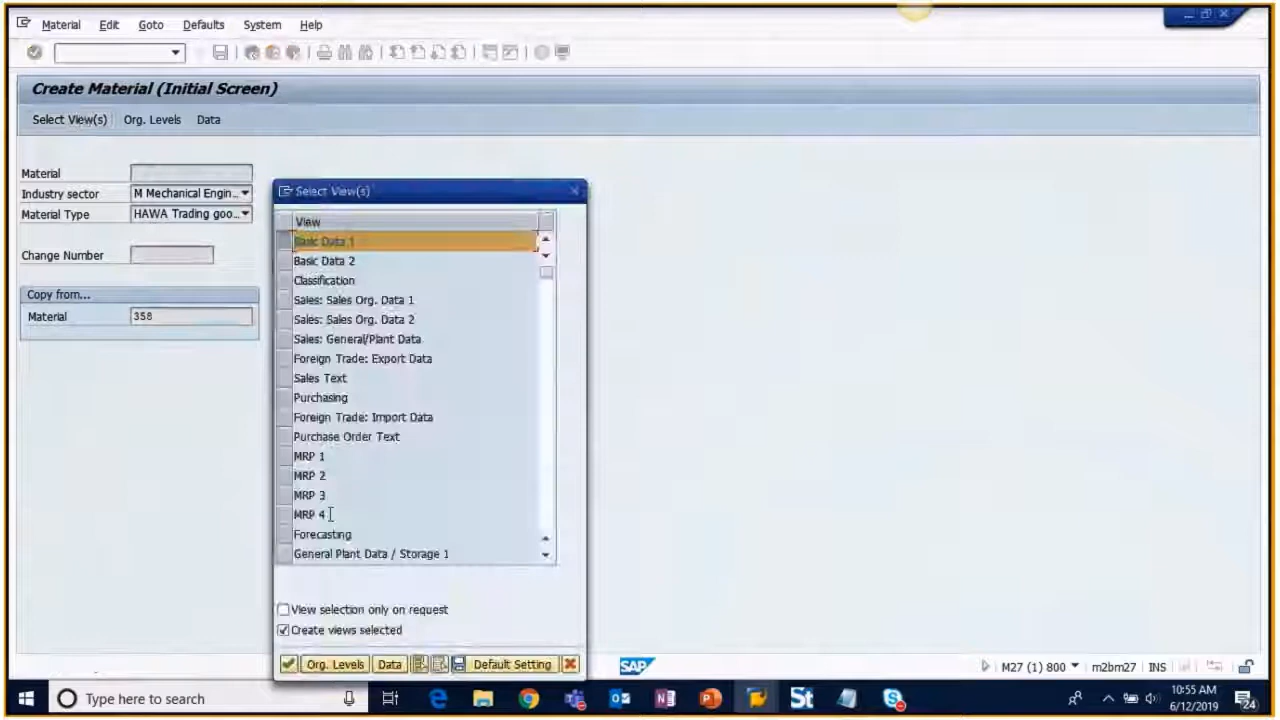 Material Edit Goto Defaults System Help
Create Material (Initial Screen)
Select View(s) Org. Levels Data
Material
Industry sector M Mechanical Engin...
Material Type HAWA Trading goo...
Change Number
Copy from...
Material 358
Select View(s)
View
Basic Data 1
Basic Data 2
Classification
Sales: Sales Org. Data 1
Sales: Sales Org. Data 2
Sales: General/Plant Data
Foreign Trade: Export Data
Sales Text
Purchasing
Foreign Trade: Import Data
Purchase Order Text
MRP 1
MRP 2
MRP 3
MRP 4
Forecasting
General Plant Data / Storage 1
View selection only on request
Create views selected
Org. Levels Data Default Setting
SAP M27 (1) 800 m2bm27 INS
Type here to search
St
10:55 AM
6/12/2019
24